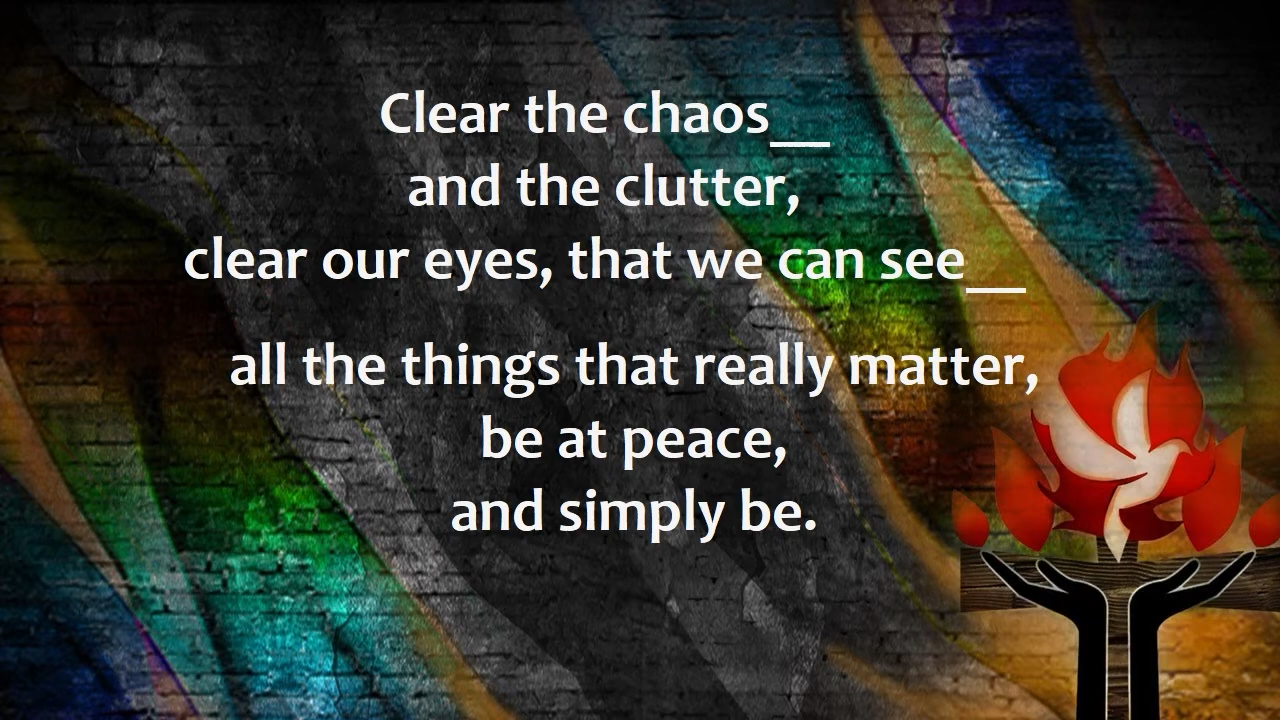 Clear the chaos__
and the clutter,
clear our eyes, that we can see__
all the things that really matter,
be at peace,
and simply be.